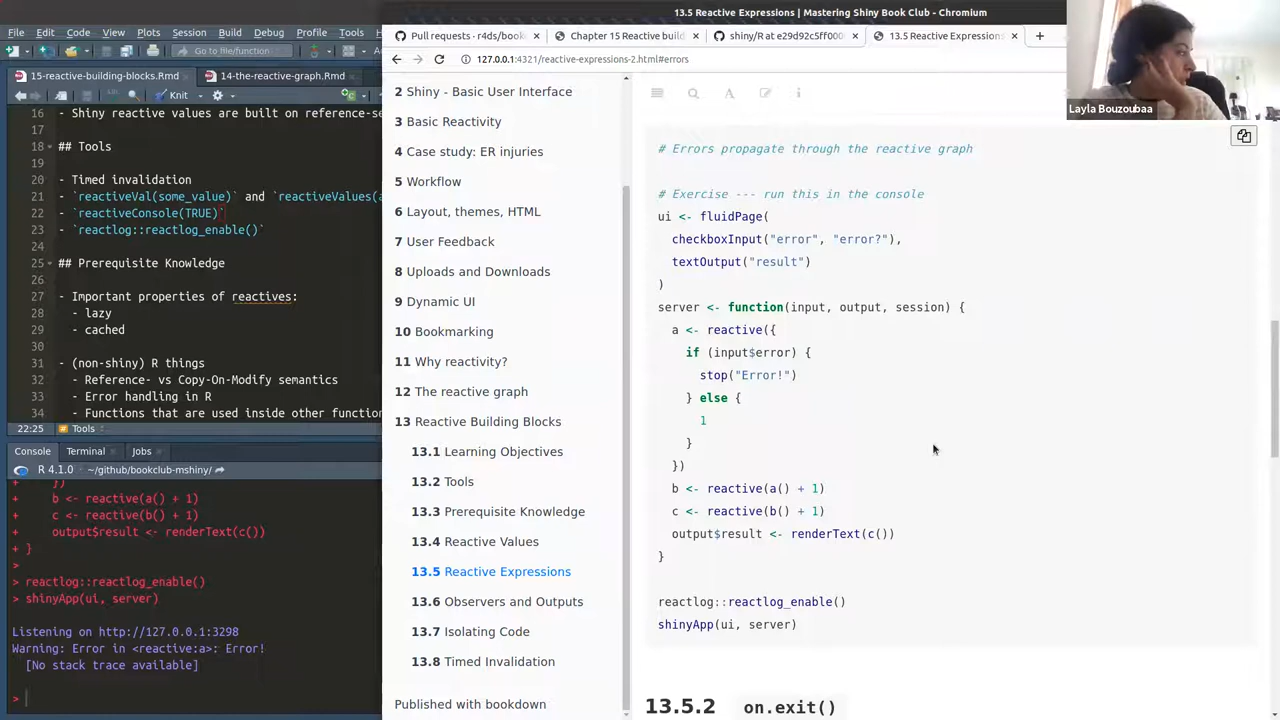 13.5 Reactive Expressions | Mastering Shiny Book Club - Chromium
File Edit Code View Plots Session Build Debug Profile Tools
Go to file/function
Pull requests · r4ds/book
Chapter 15 Reactive build
shiny/R at e29d92c5ff000
13.5 Reactive Expressions
127.0.0.1:4321/reactive-expressions-2.html#errors
Layla Bouzoubaa
15-reactive-building-blocks.Rmd
14-the-reactive-graph.Rmd
Knit
16 - Shiny reactive values are built on reference-se
17
18 ## Tools
19
20 - Timed invalidation
21 - `reactiveVal(some_value)` and `reactiveValues(a
22 - `reactiveConsole(TRUE)`
23 - `reactlog::reactlog_enable()`
24
25 ## Prerequisite Knowledge
26
27 - Important properties of reactives:
28 - lazy
29 - cached
30
31 - (non-shiny) R things
32 - Reference- vs Copy-On-Modify semantics
33 - Error handling in R
34 - Functions that are used inside other function
22:25 Tools
Console Terminal Jobs
R 4.1.0 · ~/github/bookclub-mshiny/
+ })
+ b <- reactive(a() + 1)
+ c <- reactive(b() + 1)
+ output$result <- renderText(c())
+ }
>
> reactlog::reactlog_enable()
> shinyApp(ui, server)
Listening on http://127.0.0.1:3298
Warning: Error in <reactive:a>: Error!
[No stack trace available]
>
2 Shiny - Basic User Interface
3 Basic Reactivity
4 Case study: ER injuries
5 Workflow
6 Layout, themes, HTML
7 User Feedback
8 Uploads and Downloads
9 Dynamic UI
10 Bookmarking
11 Why reactivity?
12 The reactive graph
13 Reactive Building Blocks
13.1 Learning Objectives
13.2 Tools
13.3 Prerequisite Knowledge
13.4 Reactive Values
13.5 Reactive Expressions
13.6 Observers and Outputs
13.7 Isolating Code
13.8 Timed Invalidation
Published with bookdown
# Errors propagate through the reactive graph
# Exercise --- run this in the console
ui <- fluidPage(
checkboxInput("error", "error?"),
textOutput("result")
)
server <- function(input, output, session) {
a <- reactive({
if (input$error) {
stop("Error!")
} else {
1
}
})
b <- reactive(a() + 1)
c <- reactive(b() + 1)
output$result <- renderText(c())
}
reactlog::reactlog_enable()
shinyApp(ui, server)
13.5.2 on.exit()